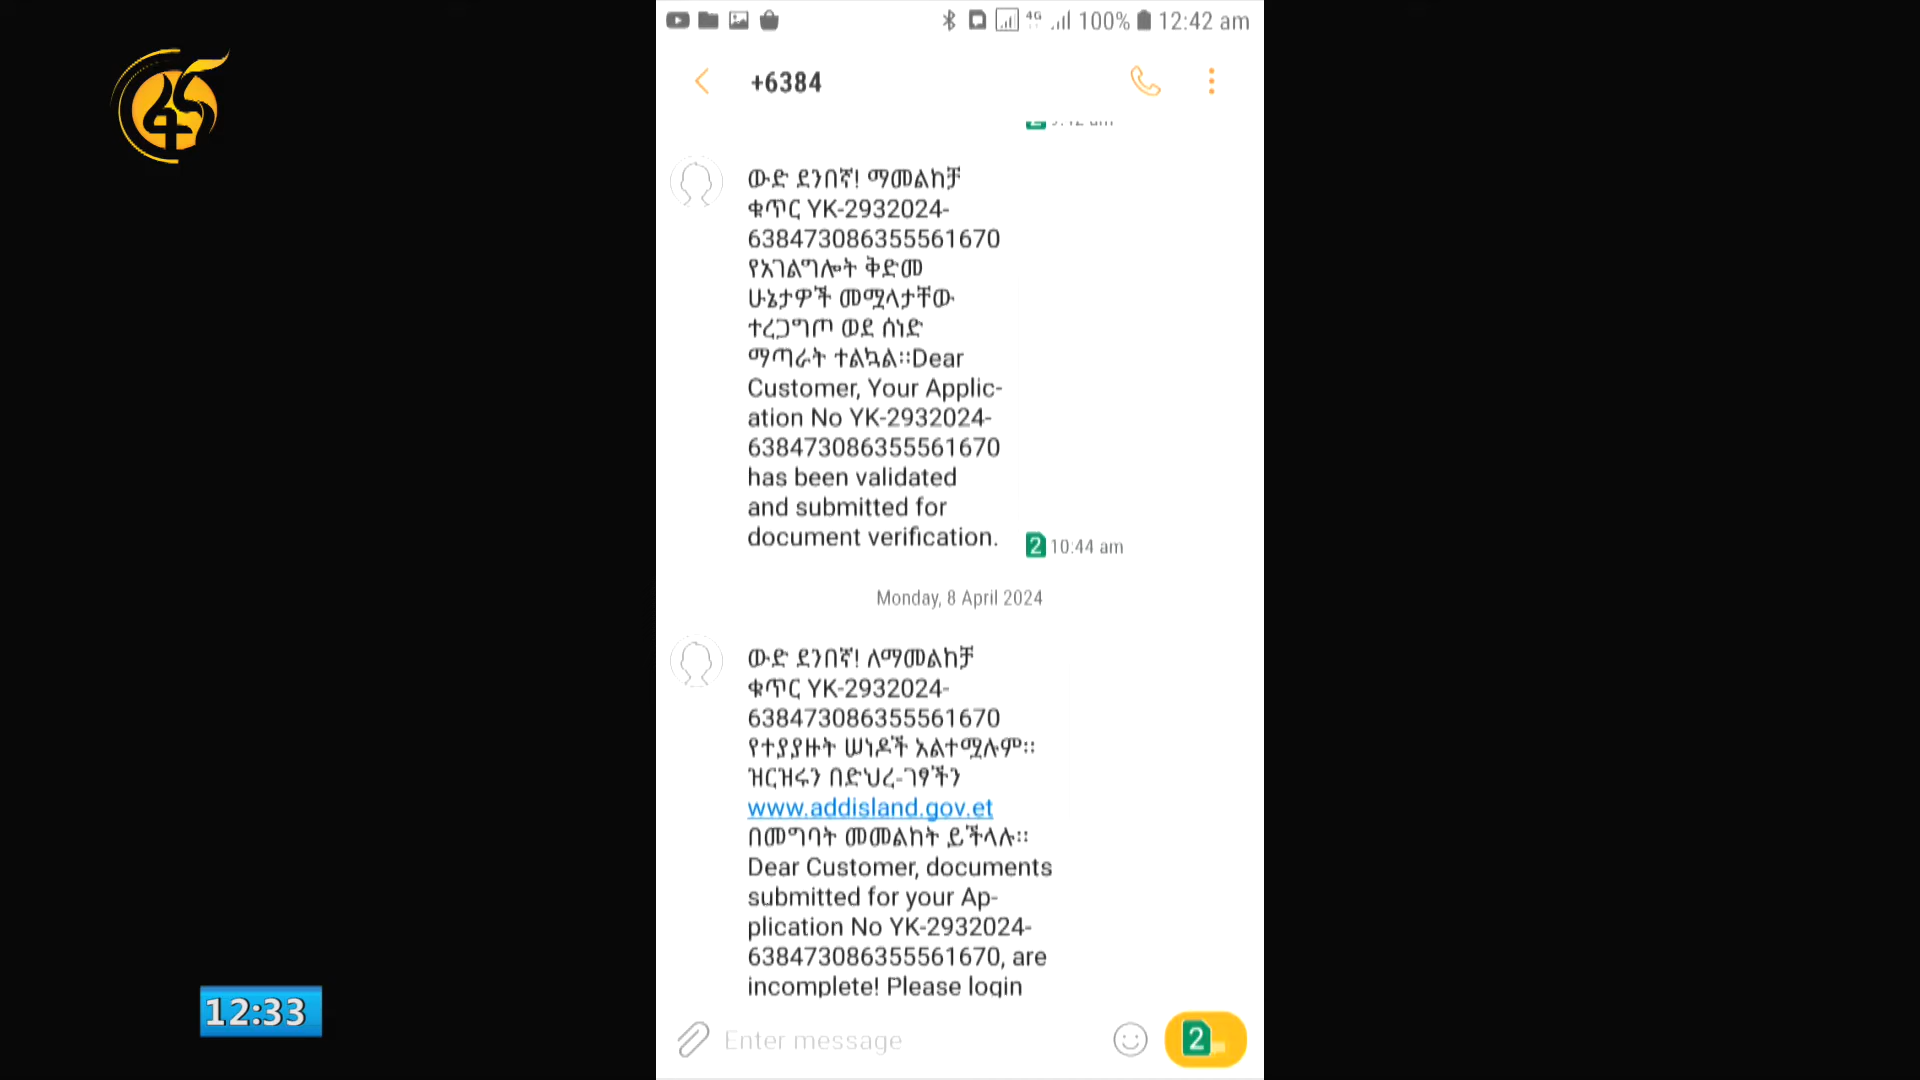 4G 100% 12:42 am
+6384
ውድ ደንበኛ! ማመልከቻ
ቁጥር YK-2932024-
638473086355561670
የአገልግሎት ቅድመ
ሁኔታዎች መሟላታቸው
ተረጋግጦ ወደ ሰነድ
ማጣራት ተልኳል።Dear
Customer, Your Applic-
ation No YK-2932024-
638473086355561670
has been validated
and submitted for
document verification.
2 10:44 am
Monday, 8 April 2024
ውድ ደንበኛ! ለማመልከቻ
ቁጥር YK-2932024-
638473086355561670
የተያያዙት ሠነዶች አልተሟሉም።
ዝርዝሩን በድህረ-ገፃችን
www.addisland.gov.et
በመግባት መመልከት ይችላሉ።
Dear Customer, documents
submitted for your Ap-
plication No YK-2932024-
638473086355561670, are
incomplete! Please login
Enter message
2
12:33